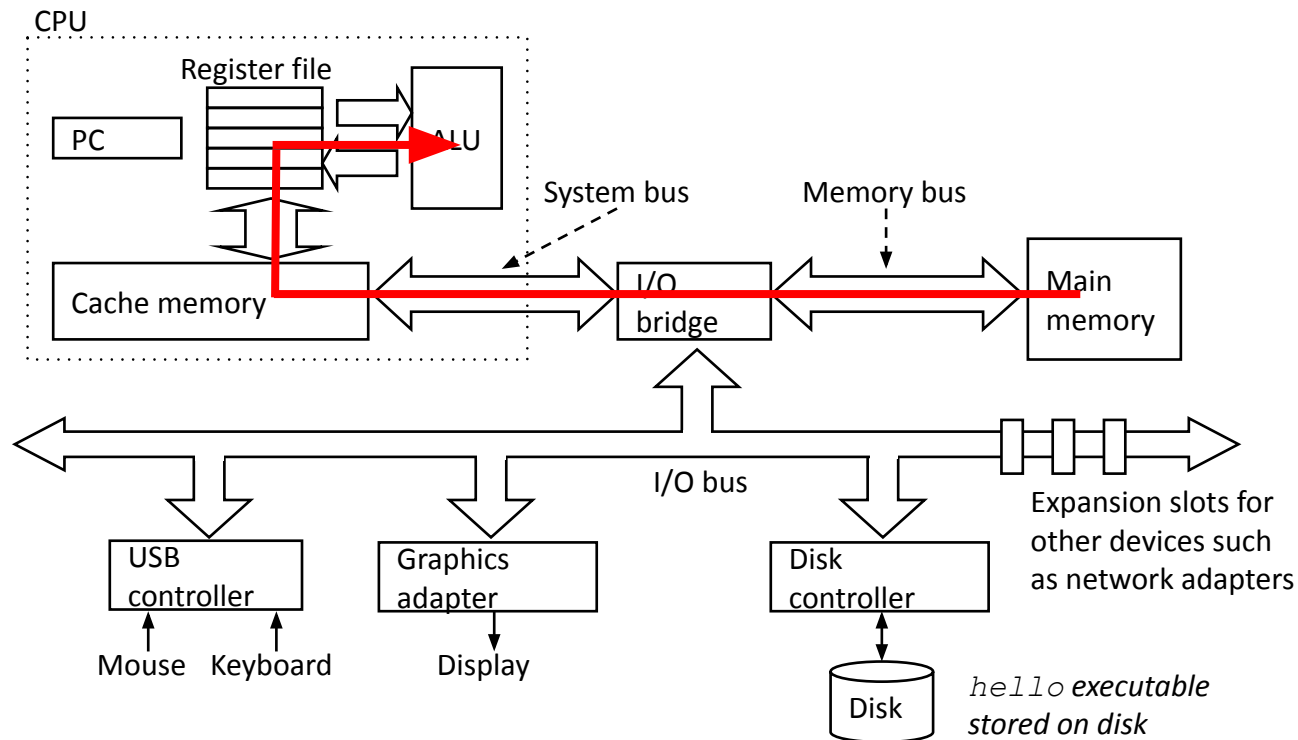 CPU
Register file
PC
ALU
System bus
Memory bus
Cache memory
I/O
bridge
Main
memory
I/O bus
Expansion slots for
other devices such
as network adapters
USB
controller
Graphics
adapter
Disk
controller
Mouse
Keyboard
Display
Disk
hello executable
stored on disk